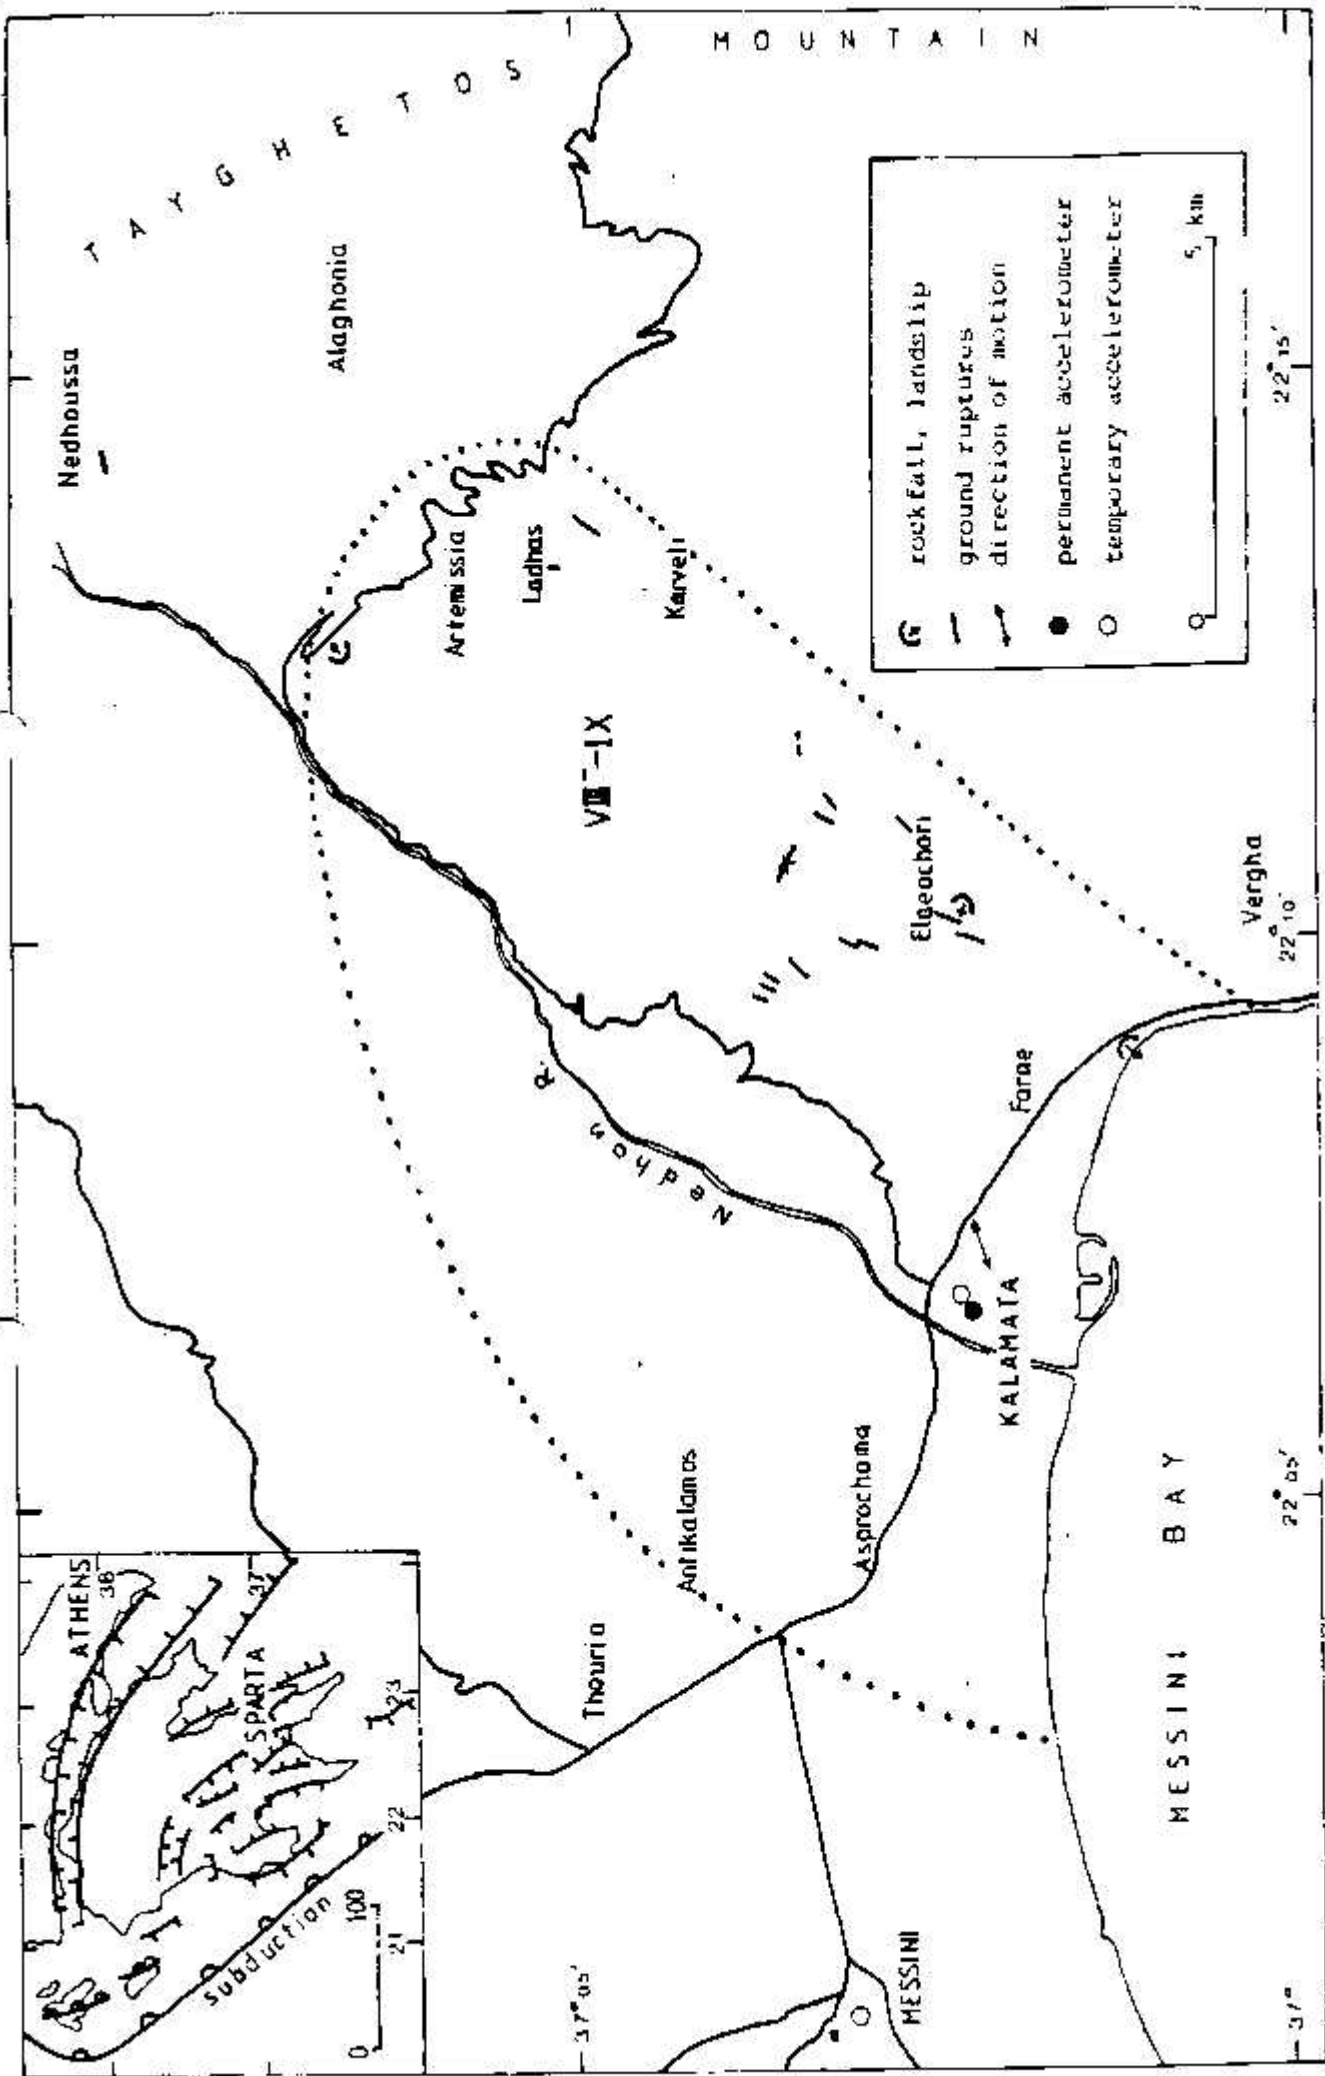 ATHENS
38
37
SPARTA
23
22
21
Subduction
0 100
TAYGHETOS
MOUNTAIN
Nedhoussa
Alaghonia
Artemissia
Ladhas
Karveli
VIII-IX
Elaeochori
Vergha
Nedhon R.
Farae
Thouria
Antikalamos
Asprochoma
KALAMATA
MESSINI
MESSINI BAY
rockfall, landslip
ground ruptures
direction of motion
permanent accelerometer
temporary accelerometer
0 5 km
37°05'
37°
22°05'
22°10'
22°15'